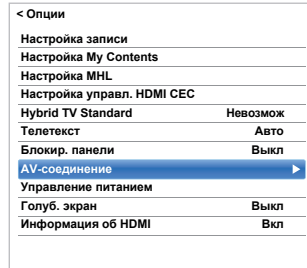 < Опции
Настройка записи
Настройка My Contents
Настройка MHL
Настройка управл. HDMI CEC
Hybrid TV Standard Невозмож
Телетекст Авто
Блокир. панели Выкл
AV-соединение
Управление питанием
Голуб. экран Выкл
Информация об HDMI Вкл